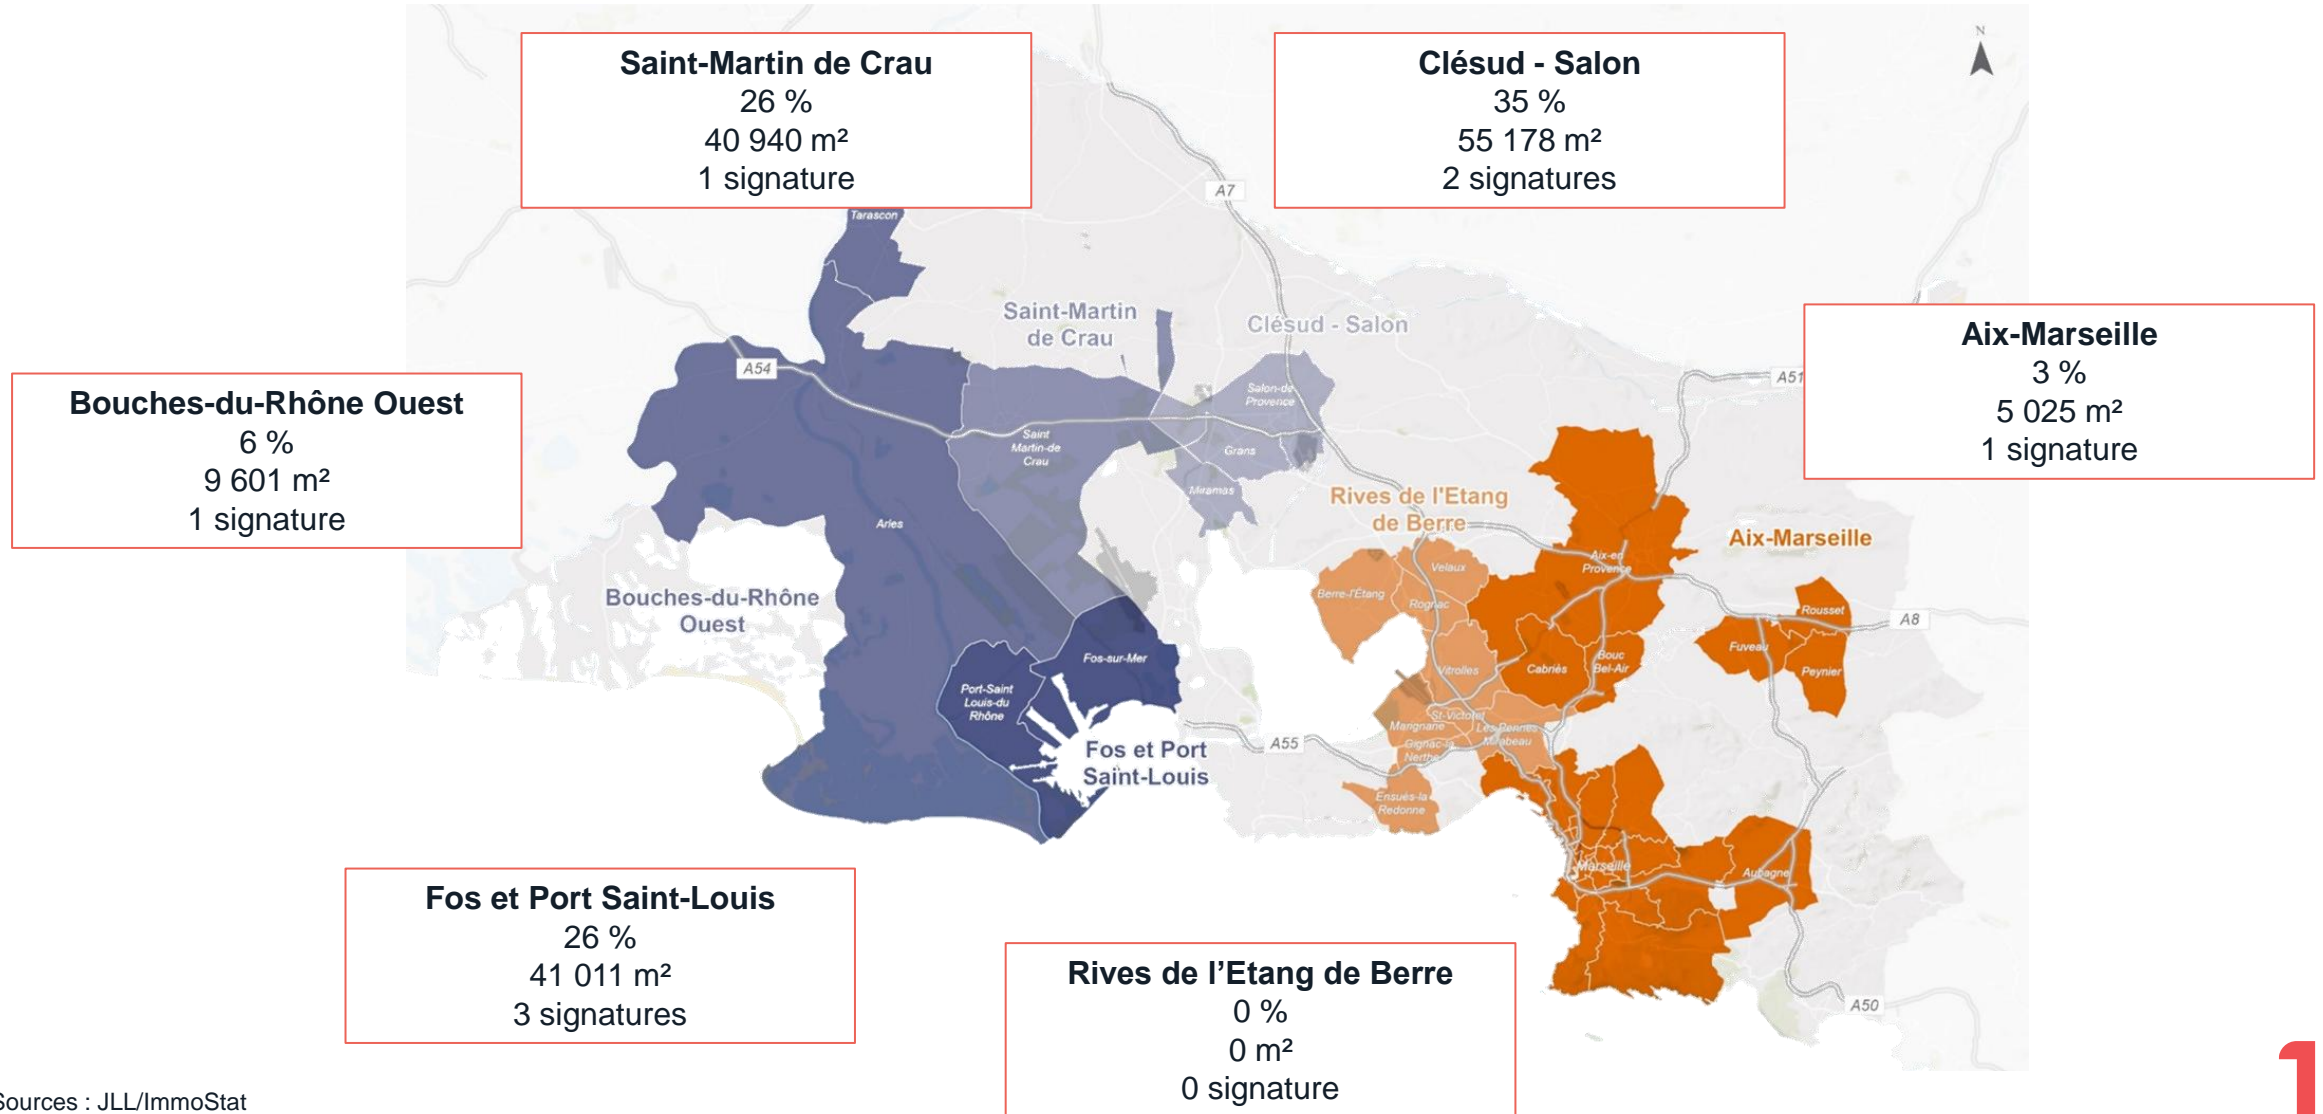 N
Saint-Martin de Crau
26 %
40 940 m²
1 signature
Clésud - Salon
35 %
55 178 m²
2 signatures
A7
Tarascon
Saint-Martin
de Crau
Clésud - Salon
Aix-Marseille
3 %
5 025 m²
1 signature
A54
A51
Bouches-du-Rhône Ouest
6 %
9 601 m²
1 signature
Salon-de
Provence
Saint
Martin-de
Crau
Grans
Miramas
Rives de l'Etang
de Berre
Arles
Aix-Marseille
Aix-en
Provence
Velaux
Berre-l'Étang
Rognac
Bouches-du-Rhône
Ouest
Rousset
A8
Fuveau
Peynier
Fos-sur-Mer
Vitrolles
Cabriès
Bouc
Bel-Air
Port-Saint
Louis-du
Rhône
St-Victoret
Marignane
Les Pennes
Mirabeau
Gignac-la
Nerthe
A55
Fos et Port
Saint-Louis
Ensuès-la
Redonne
Marseille
Aubagne
Fos et Port Saint-Louis
26 %
41 011 m²
3 signatures
Rives de l’Etang de Berre
0 %
0 m²
0 signature
A50
Sources : JLL/ImmoStat
1